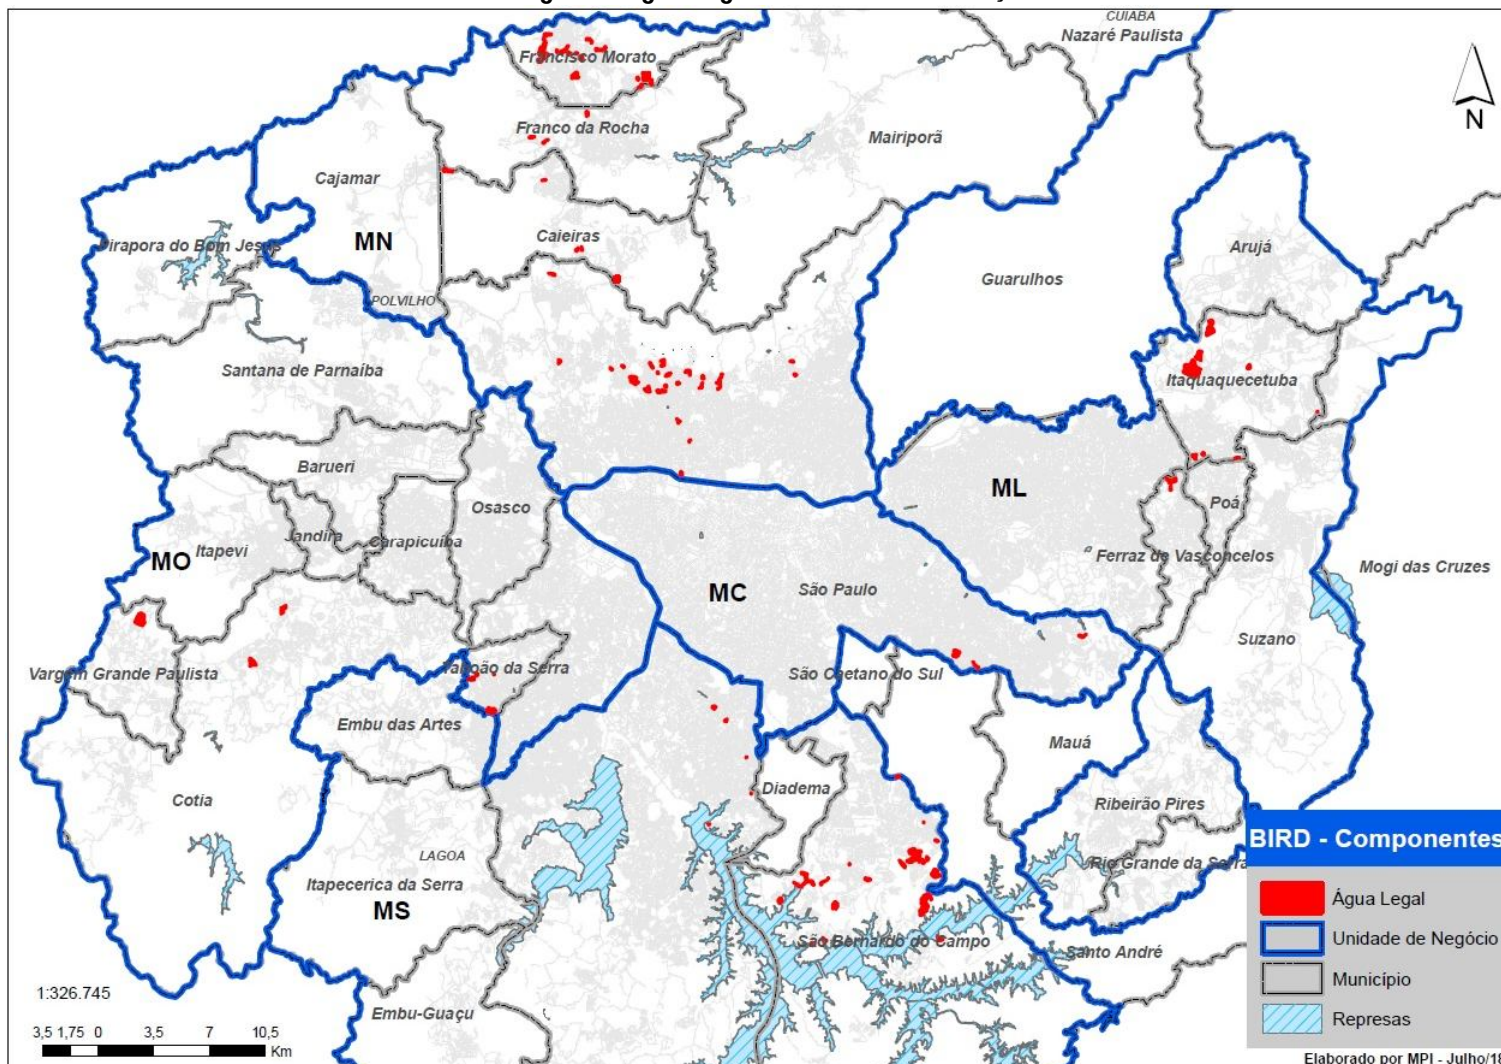 CUIABA
Nazaré Paulista
Francisco Morato
N
Franco da Rocha
Mairiporã
Cajamar
MN
Caieiras
Pirapora do Bom Jesus
Arujá
Guarulhos
POLVILHO
Santana de Parnaíba
Itaquaquecetuba
Barueri
ML
Osasco
Poá
Jandira
Carapicuíba
Itapevi
MO
Ferraz de Vasconcelos
Mogi das Cruzes
MC
São Paulo
Suzano
Vargem Grande Paulista
Taboão da Serra
São Caetano do Sul
Embu das Artes
Mauá
Diadema
Cotia
Ribeirão Pires
LAGOA
Rio Grande da Serra
Itapecerica da Serra
MS
São Bernardo do Campo
Santo André
Embu-Guaçu
1:326.745
3,5 1,75 0 3,5 7 10,5
Km
BIRD - Componentes
Água Legal
Unidade de Negócio
Município
Represas
Elaborado por MPI - Julho/18